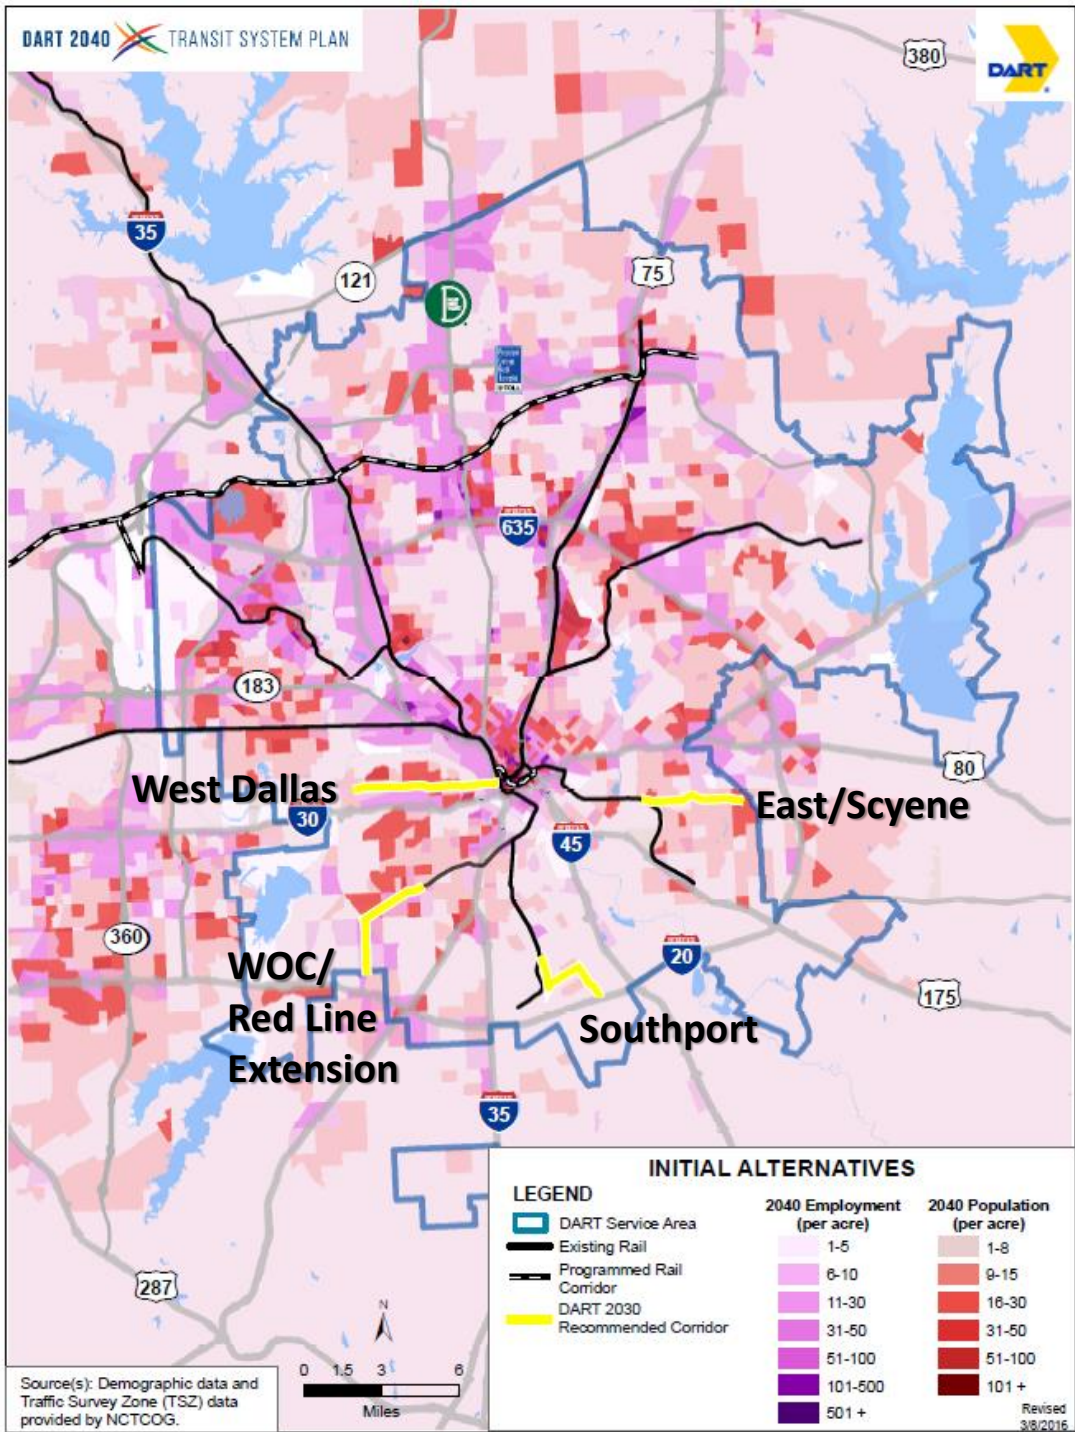 DART 2040 TRANSIT SYSTEM PLAN
380
DART
35
121
75
635
183
West Dallas
30
80
East/Scyene
45
360
WOC/
Red Line
Extension
20
175
Southport
35
287
N
0 1.5 3 6
Miles
Source(s): Demographic data and
Traffic Survey Zone (TSZ) data
provided by NCTCOG.
INITIAL ALTERNATIVES
LEGEND
DART Service Area
Existing Rail
Programmed Rail
Corridor
DART 2030
Recommended Corridor
2040 Employment
(per acre)
1-5
6-10
11-30
31-50
51-100
101-500
501 +
2040 Population
(per acre)
1-8
9-15
16-30
31-50
51-100
101 +
Revised
3/8/2016